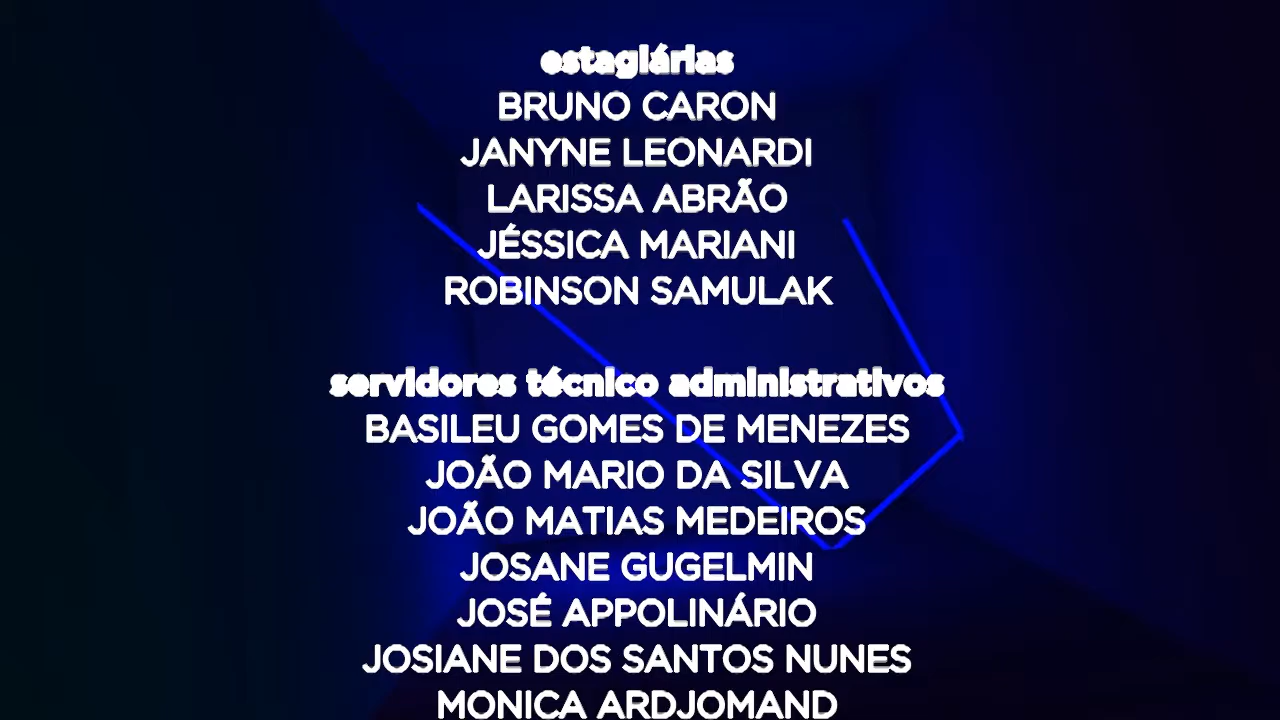 estagiárias
BRUNO CARON
JANYNE LEONARDI
LARISSA ABRÃO
JÉSSICA MARIANI
ROBINSON SAMULAK
servidores técnico administrativos
BASILEU GOMES DE MENEZES
JOÃO MARIO DA SILVA
JOÃO MATIAS MEDEIROS
JOSANE GUGELMIN
JOSÉ APPOLINÁRIO
JOSIANE DOS SANTOS NUNES
MONICA ARDJOMAND